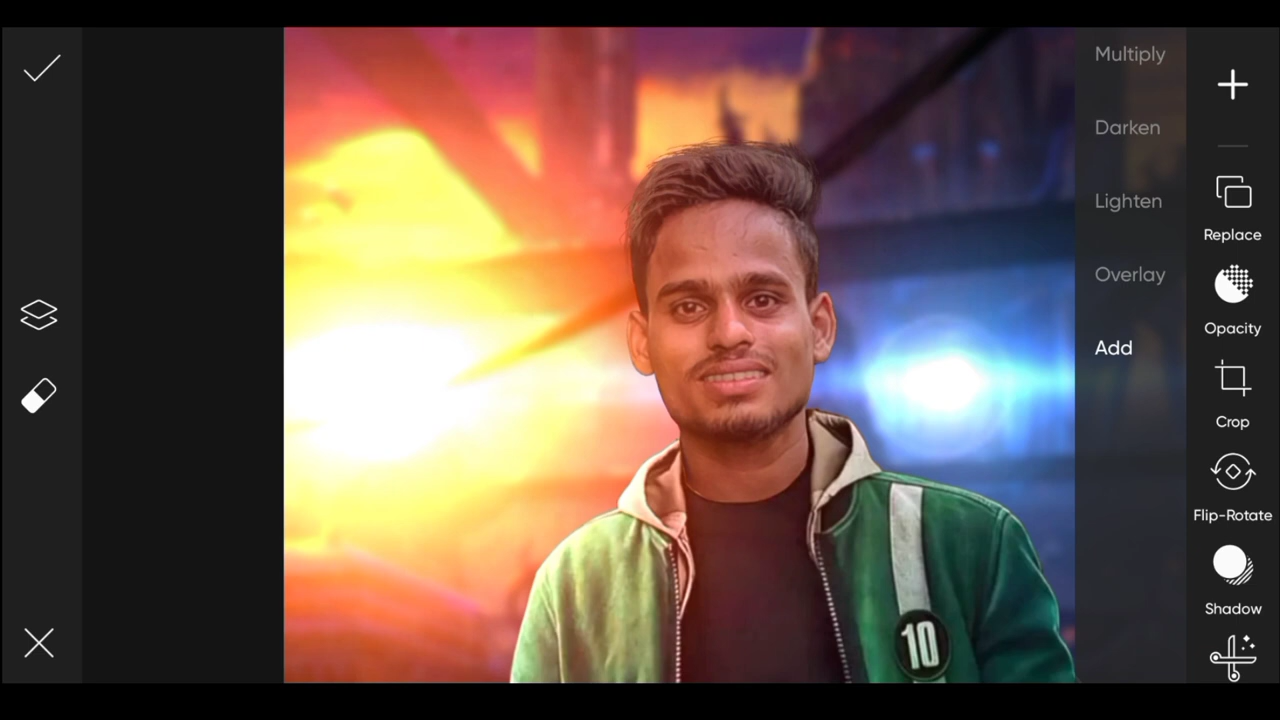 Multiply
Darken
Lighten
Overlay
Add
Replace
Opacity
Crop
Flip-Rotate
Shadow
10